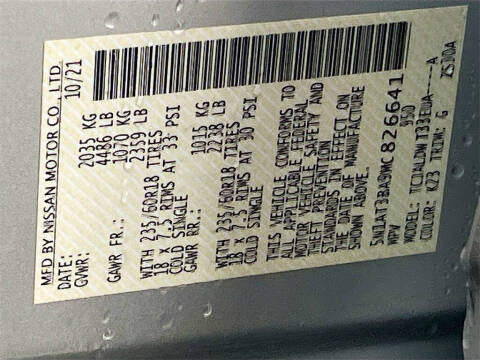 MFD BY NISSAN MOTOR CO., LTD.
DATE: 10/21
GVWR: 2035 KG
4486 LB
GAWR FR.: 1070 KG
2359 LB
WITH 235/60R18 TIRES
18 x 7.5 RIMS AT 33 PSI
COLD SINGLE
GAWR RR.: 1015 KG
2238 LB
WITH 235/60R18 TIRES
18 x 7.5 RIMS AT 30 PSI
COLD SINGLE
THIS VEHICLE CONFORMS TO
ALL APPLICABLE FEDERAL
MOTOR VEHICLE SAFETY AND
THEFT PREVENTION
STANDARDS IN EFFECT ON
THE DATE OF MANUFACTURE
SHOWN ABOVE.
5N1AT3BA9MC 826641
MPV 550
MODEL:
COLOR: K23 TRIM: G